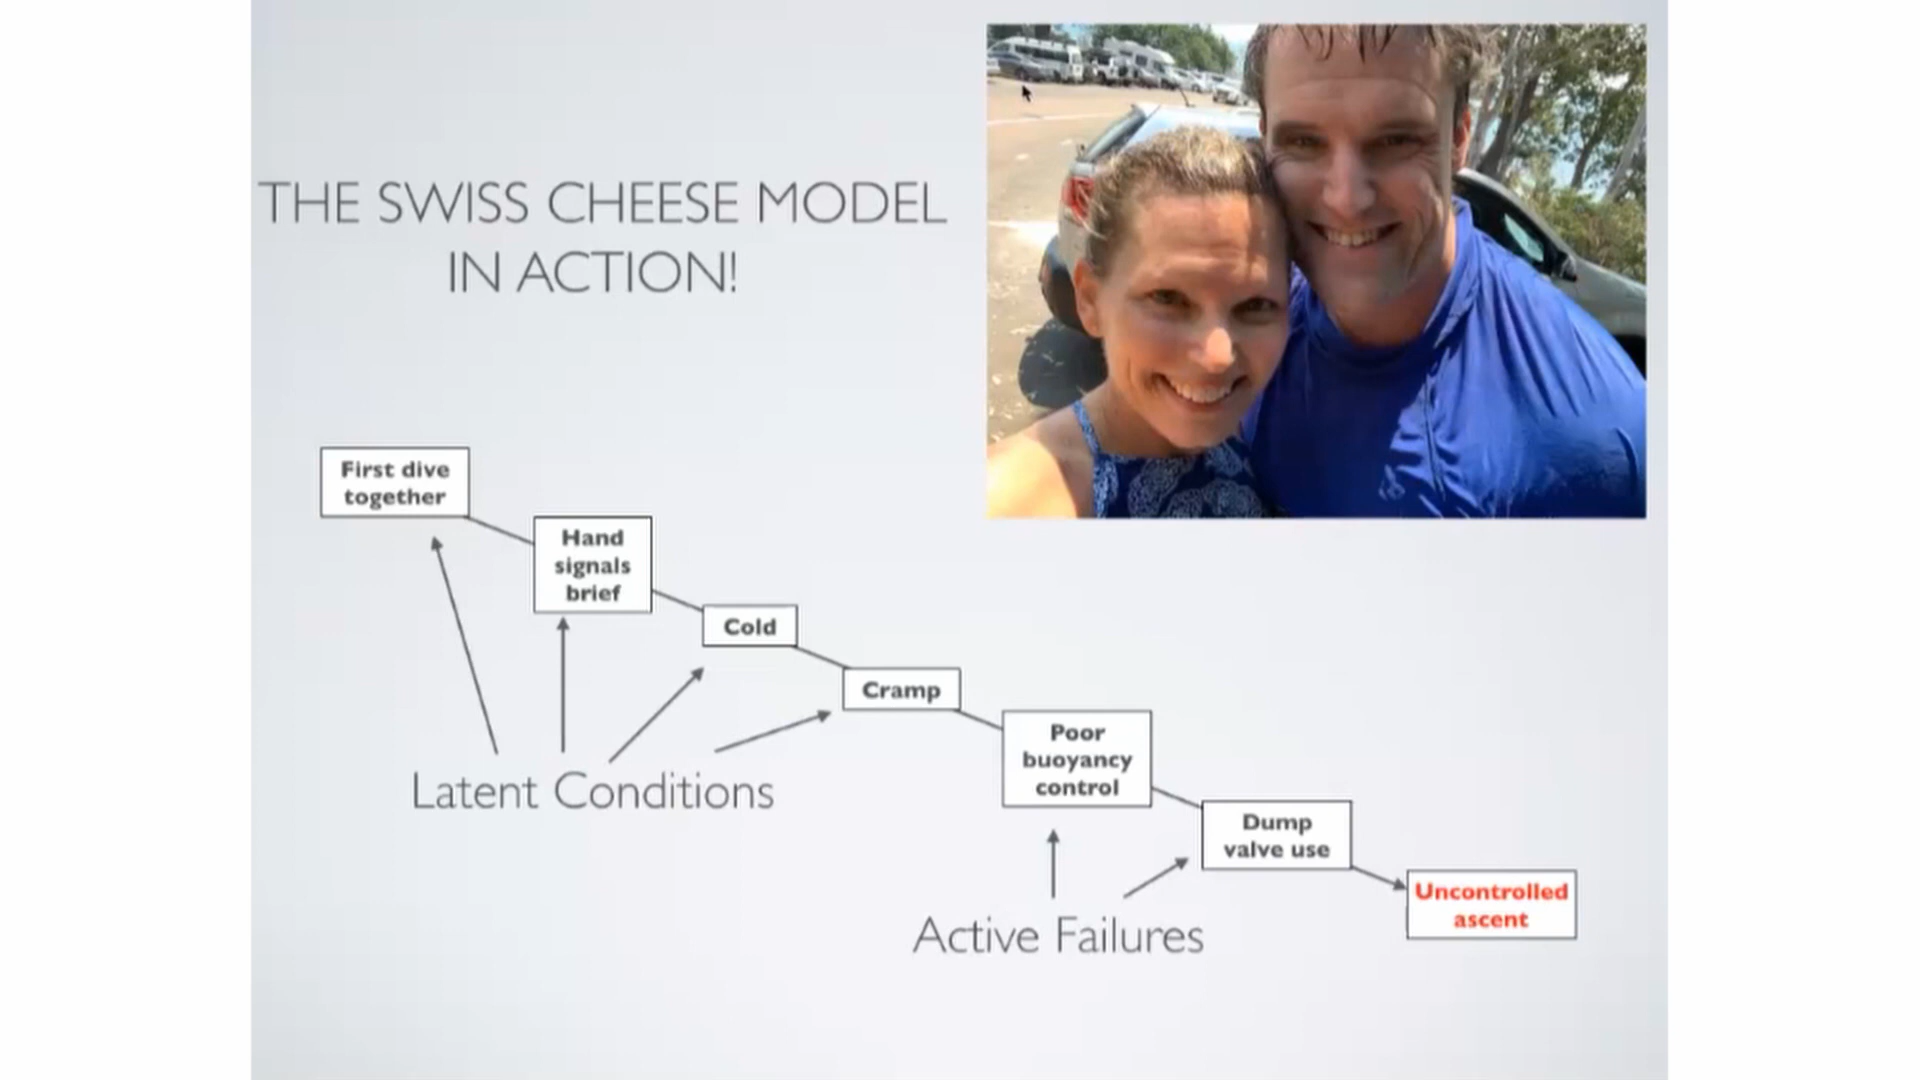 THE SWISS CHEESE MODEL
IN ACTION!
First dive
together
Hand
signals
brief
Cold
Cramp
Poor
buoyancy
control
Dump
valve use
Uncontrolled
ascent
Latent Conditions
Active Failures